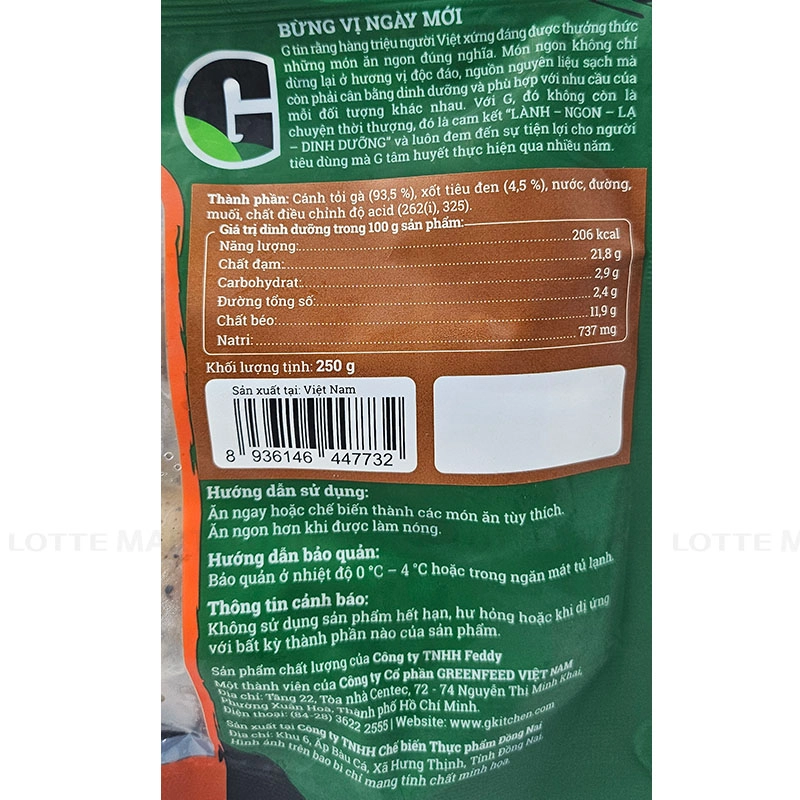 BỪNG VỊ NGÀY MỚI
G
G tin rằng hàng triệu người Việt xứng đáng được thưởng thức
những món ăn ngon đúng nghĩa. Món ngon không chỉ
dừng lại ở hương vị độc đáo, nguồn nguyên liệu sạch mà
còn phải cân bằng dinh dưỡng và phù hợp với nhu cầu của
mỗi đối tượng khác nhau. Với G, đó không còn là
chuyện thời thượng, đó là cam kết "LÀNH – NGON – LẠ
– DINH DƯỠNG" và luôn đem đến sự tiện lợi cho người
tiêu dùng mà G tâm huyết thực hiện qua nhiều năm.
Thành phần: Cánh tỏi gà (93,5 %), xốt tiêu đen (4,5 %), nước, đường,
muối, chất điều chỉnh độ acid (262(i), 325).
Giá trị dinh dưỡng trong 100 g sản phẩm:
Năng lượng: 206 kcal
Chất đạm: 21,8 g
Carbohydrat: 2,9 g
Đường tổng số: 2,4 g
Chất béo: 11,9 g
Natri: 737 mg
Khối lượng tịnh: 250 g
Sản xuất tại: Việt Nam
8 936146 447732
Hướng dẫn sử dụng:
Ăn ngay hoặc chế biến thành các món ăn tùy thích.
Ăn ngon hơn khi được làm nóng.
LOTTE MA
LOTTE MA
Hướng dẫn bảo quản:
Bảo quản ở nhiệt độ 0 °C – 4 °C hoặc trong ngăn mát tủ lạnh.
Thông tin cảnh báo:
Không sử dụng sản phẩm hết hạn, hư hỏng hoặc khi dị ứng
với bất kỳ thành phần nào của sản phẩm.
Sản phẩm chất lượng của Công ty TNHH Feddy
Một thành viên của Công ty Cổ phần GREENFEED VIỆT NAM
Địa chỉ: Tầng 22, Tòa nhà Centec, 72 - 74 Nguyễn Thị Minh Khai,
Phường Xuân Hoà, Thành phố Hồ Chí Minh.
Điện thoại: (84-28) 3622 2555 | Website: www.gkitchen.com
Sản xuất tại Công ty TNHH Chế biến Thực phẩm Đồng Nai
Địa chỉ: Khu 6, Ấp Bàu Cá, Xã Hưng Thịnh, Tỉnh Đồng Nai.
Hình ảnh trên bao bì chỉ mang tính chất minh họa.